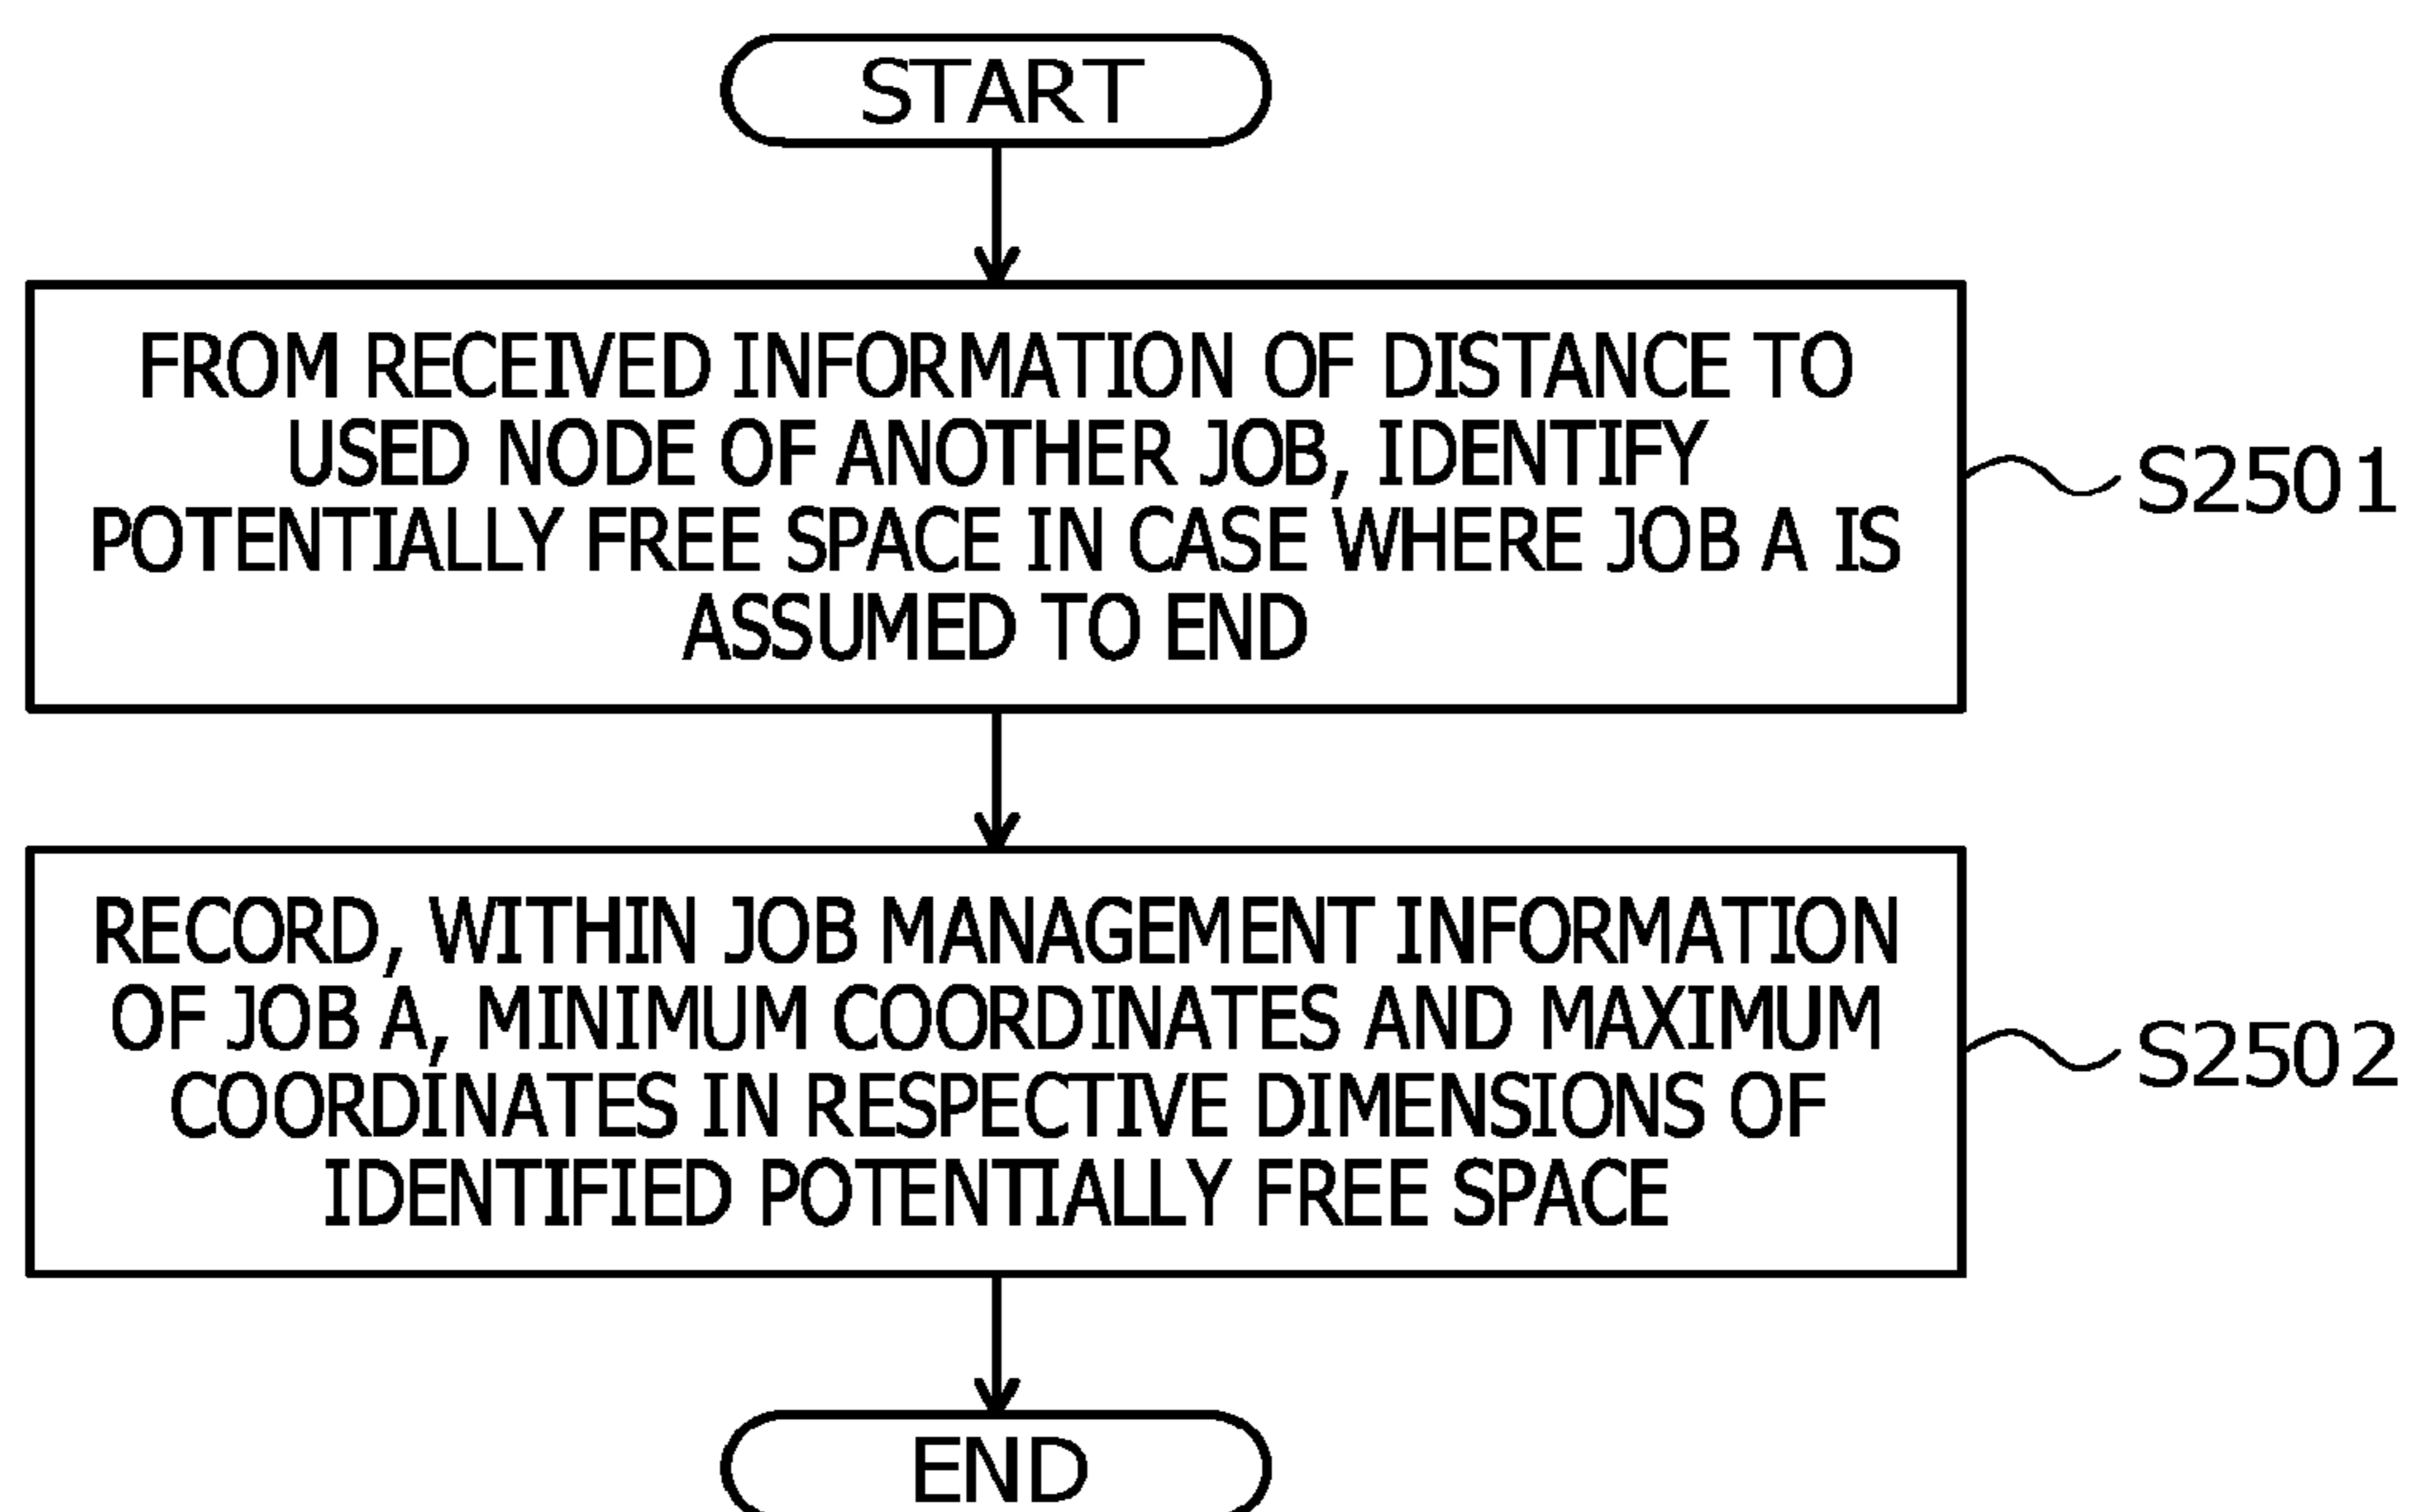 START
FROM RECEIVED INFORMATION OF DISTANCE TO
USED NODE OF ANOTHER JOB, IDENTIFY
POTENTIALLY FREE SPACE IN CASE WHERE JOB A IS
ASSUMED TO END
S2501
RECORD, WITHIN JOB MANAGEMENT INFORMATION
OF JOB A, MINIMUM COORDINATES AND MAXIMUM
COORDINATES IN RESPECTIVE DIMENSIONS OF
IDENTIFIED POTENTIALLY FREE SPACE
S2502
END